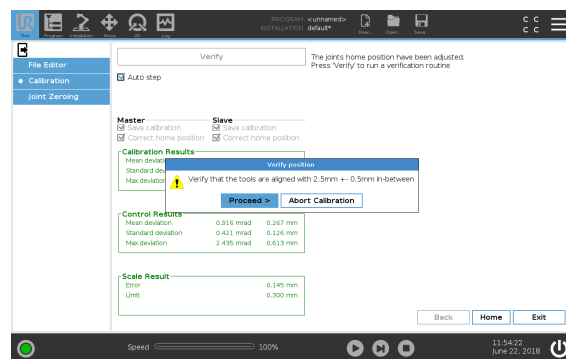 UR
PROGRAM <unnamed>
INSTALLATION default*
Run Program Installation Move I/O Log
New... Open... Save...
C C
C C
File Editor
Calibration
Joint Zeroing
Verify
The joints home position have been adjusted.
Press 'Verify' to run a verification routine
Auto step
Master Slave
Save calibration Save calibration
Correct home position Correct home position
Calibration Results
Mean
Standard
Max deviation
Verify position
Verify that the tools are aligned with 2.5mm +- 0.5mm in-between
Proceed > Abort Calibration
Control Results
Mean deviation 0.916 mrad 0.267 mm
Standard deviation 0.421 mrad 0.126 mm
Max deviation 2.435 mrad 0.613 mm
Scale Result
Error 0.145 mm
Limit 0.300 mm
Back Home Exit
Speed 100%
11:54:22
June 22, 2018